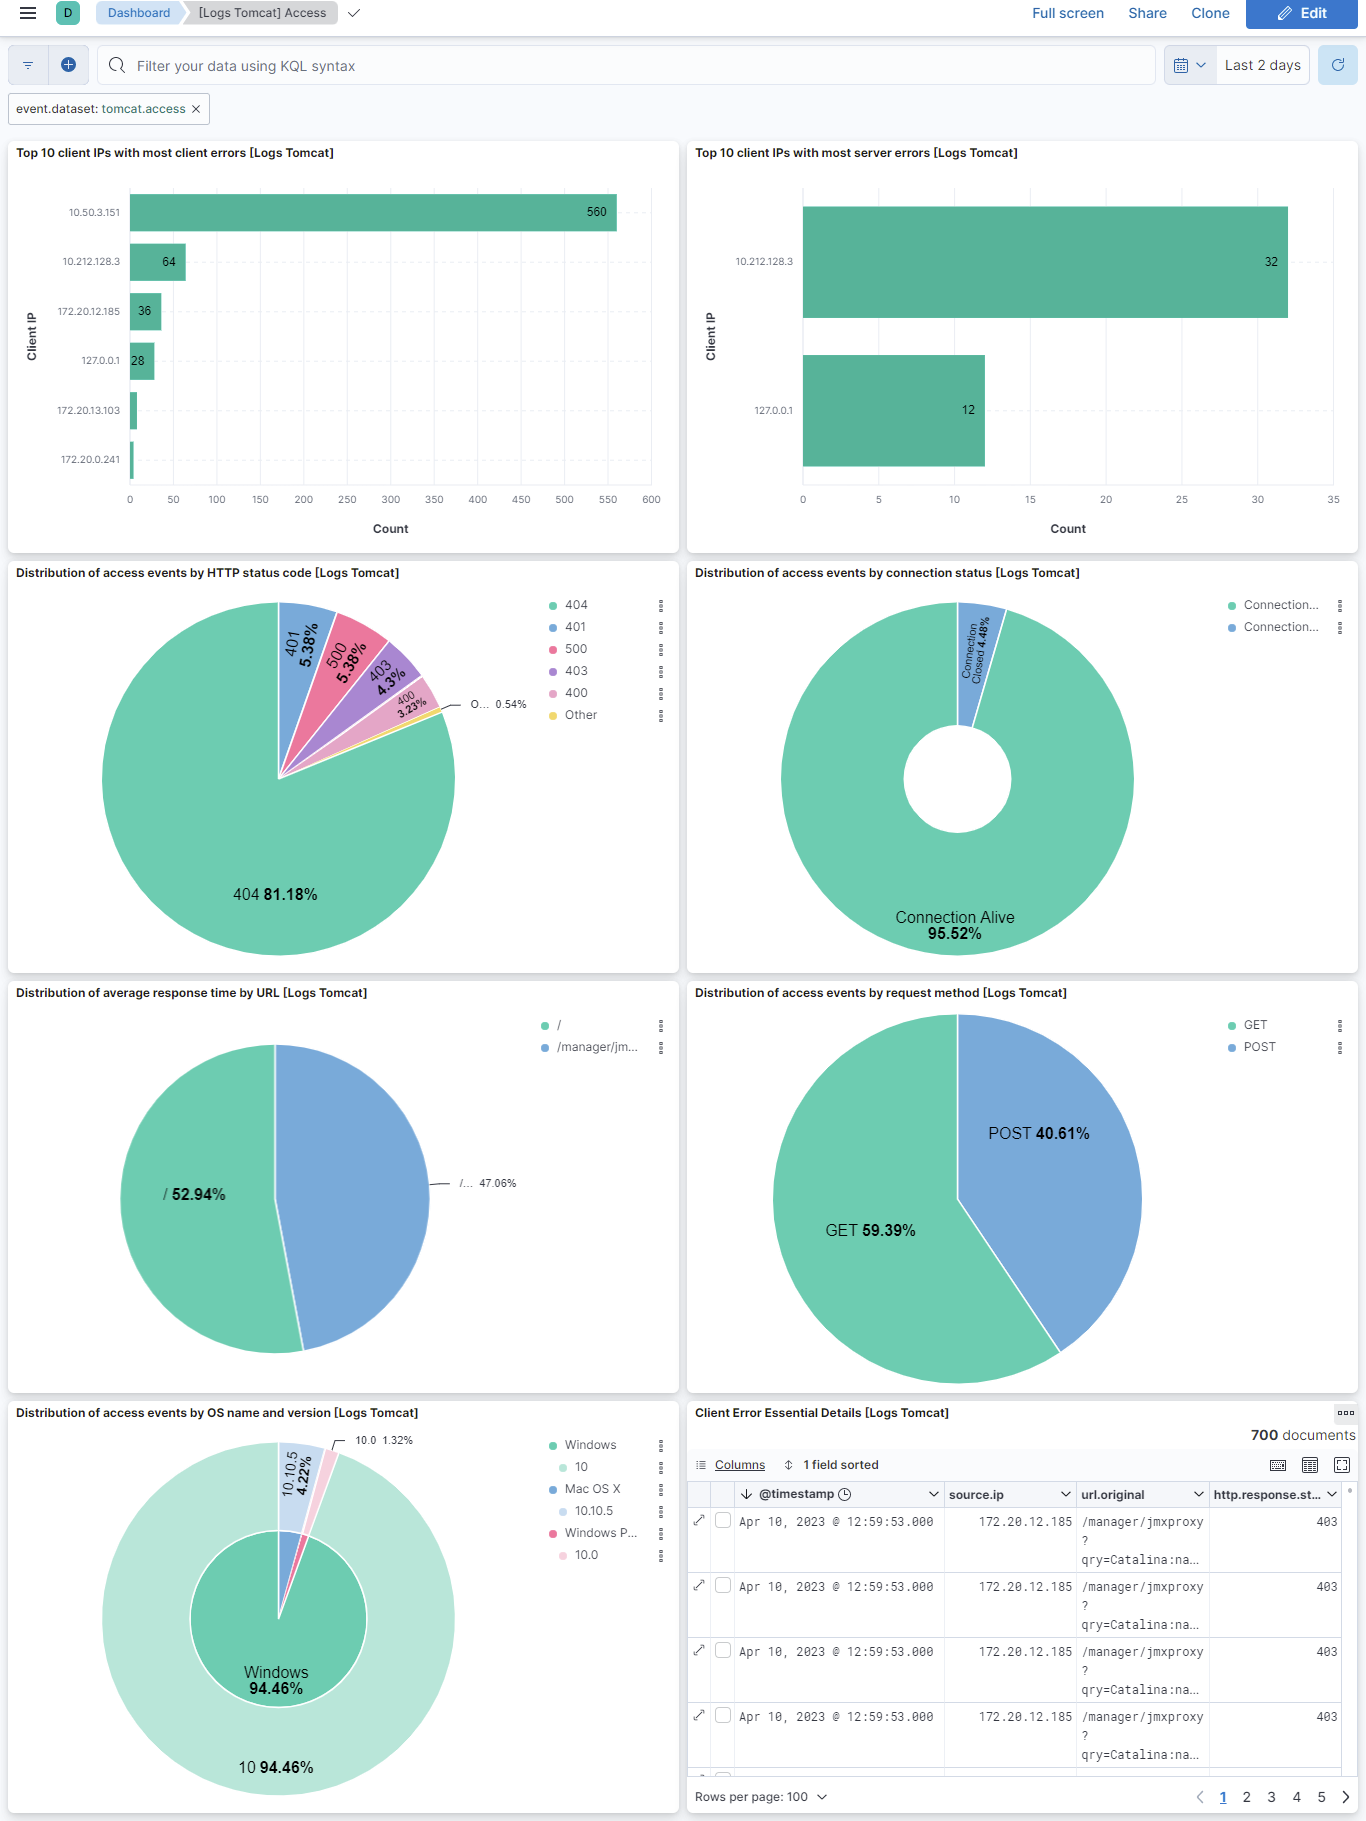 D
Dashboard
[Logs Tomcat] Access
Full screen
Share
Clone
Edit
Filter your data using KQL syntax
Last 2 days
event.dataset: tomcat.access ×
Top 10 client IPs with most client errors [Logs Tomcat]
Client IP
10.50.3.151
560
10.212.128.3
64
172.20.12.185
36
127.0.0.1
28
172.20.13.103
172.20.0.241
0 50 100 150 200 250 300 350 400 450 500 550 600
Count
Top 10 client IPs with most server errors [Logs Tomcat]
Client IP
10.212.128.3
32
127.0.0.1
12
0 5 10 15 20 25 30 35
Count
Distribution of access events by HTTP status code [Logs Tomcat]
401
5.38%
500
5.38%
403
4.3%
400
3.23%
O... 0.54%
404 81.18%
404
401
500
403
400
Other
Distribution of access events by connection status [Logs Tomcat]
Connection
Closed 4.48%
Connection Alive
95.52%
Connection...
Connection...
Distribution of average response time by URL [Logs Tomcat]
/ 52.94%
/... 47.06%
/
/manager/jm...
Distribution of access events by request method [Logs Tomcat]
POST 40.61%
GET 59.39%
GET
POST
Distribution of access events by OS name and version [Logs Tomcat]
10.10.5
4.22%
10.0 1.32%
Windows
94.46%
10 94.46%
Windows
10
Mac OS X
10.10.5
Windows P...
10.0
Client Error Essential Details [Logs Tomcat]
700 documents
Columns
1 field sorted
@timestamp
source.ip
url.original
http.response.st...
Apr 10, 2023 @ 12:59:53.000
172.20.12.185
/manager/jmxproxy
?
qry=Catalina:na...
403
Apr 10, 2023 @ 12:59:53.000
172.20.12.185
/manager/jmxproxy
?
qry=Catalina:na...
403
Apr 10, 2023 @ 12:59:53.000
172.20.12.185
/manager/jmxproxy
?
qry=Catalina:na...
403
Apr 10, 2023 @ 12:59:53.000
172.20.12.185
/manager/jmxproxy
?
qry=Catalina:na...
403
Rows per page: 100
1 2 3 4 5